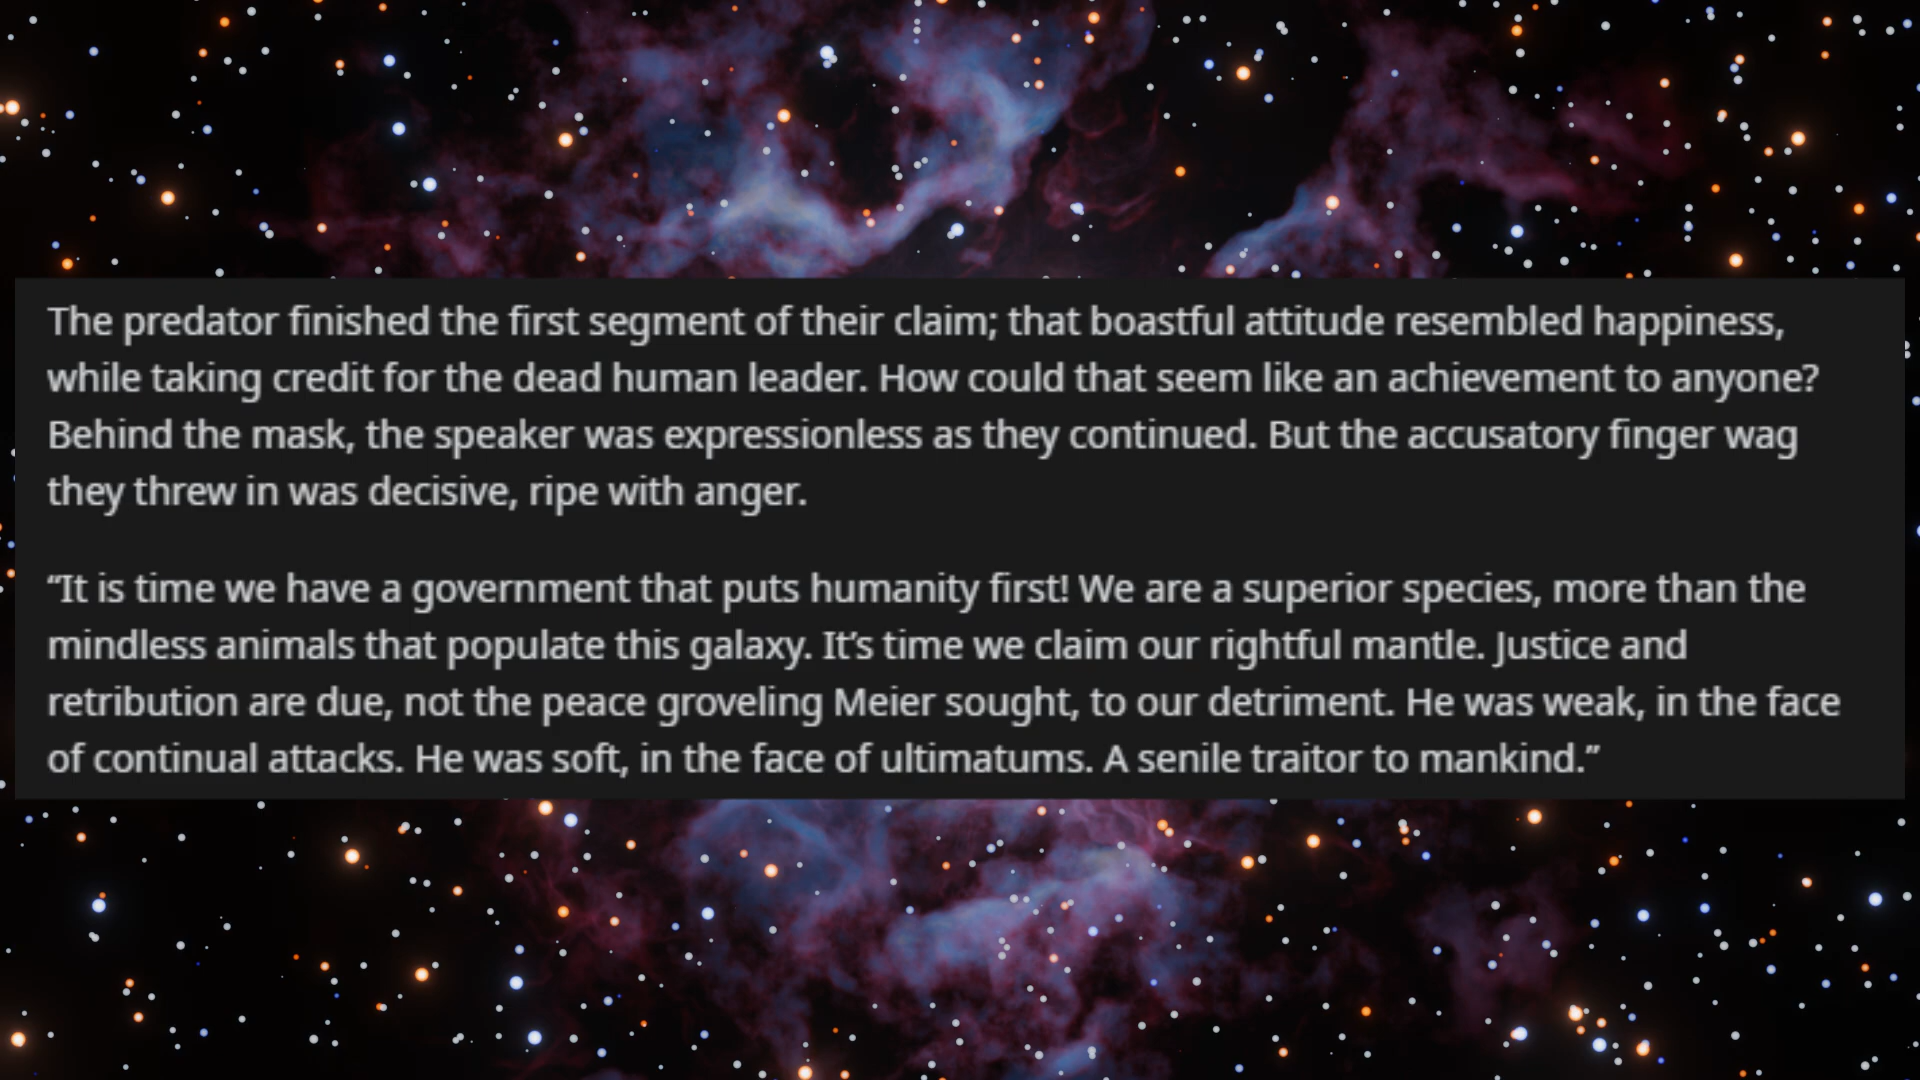 The predator finished the first segment of their claim; that boastful attitude resembled happiness,
while taking credit for the dead human leader. How could that seem like an achievement to anyone?
Behind the mask, the speaker was expressionless as they continued. But the accusatory finger wag
they threw in was decisive, ripe with anger.
“It is time we have a government that puts humanity first! We are a superior species, more than the
mindless animals that populate this galaxy. It’s time we claim our rightful mantle. Justice and
retribution are due, not the peace groveling Meier sought, to our detriment. He was weak, in the face
of continual attacks. He was soft, in the face of ultimatums. A senile traitor to mankind.”